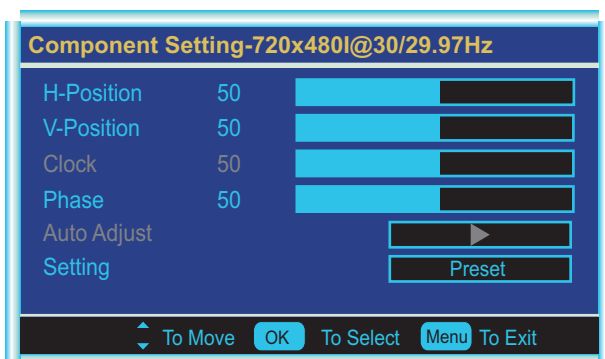 Component Setting-720x480I@30/29.97Hz
H-Position 50
V-Position 50
Clock 50
Phase 50
Auto Adjust
Setting Preset
To Move OK To Select Menu To Exit